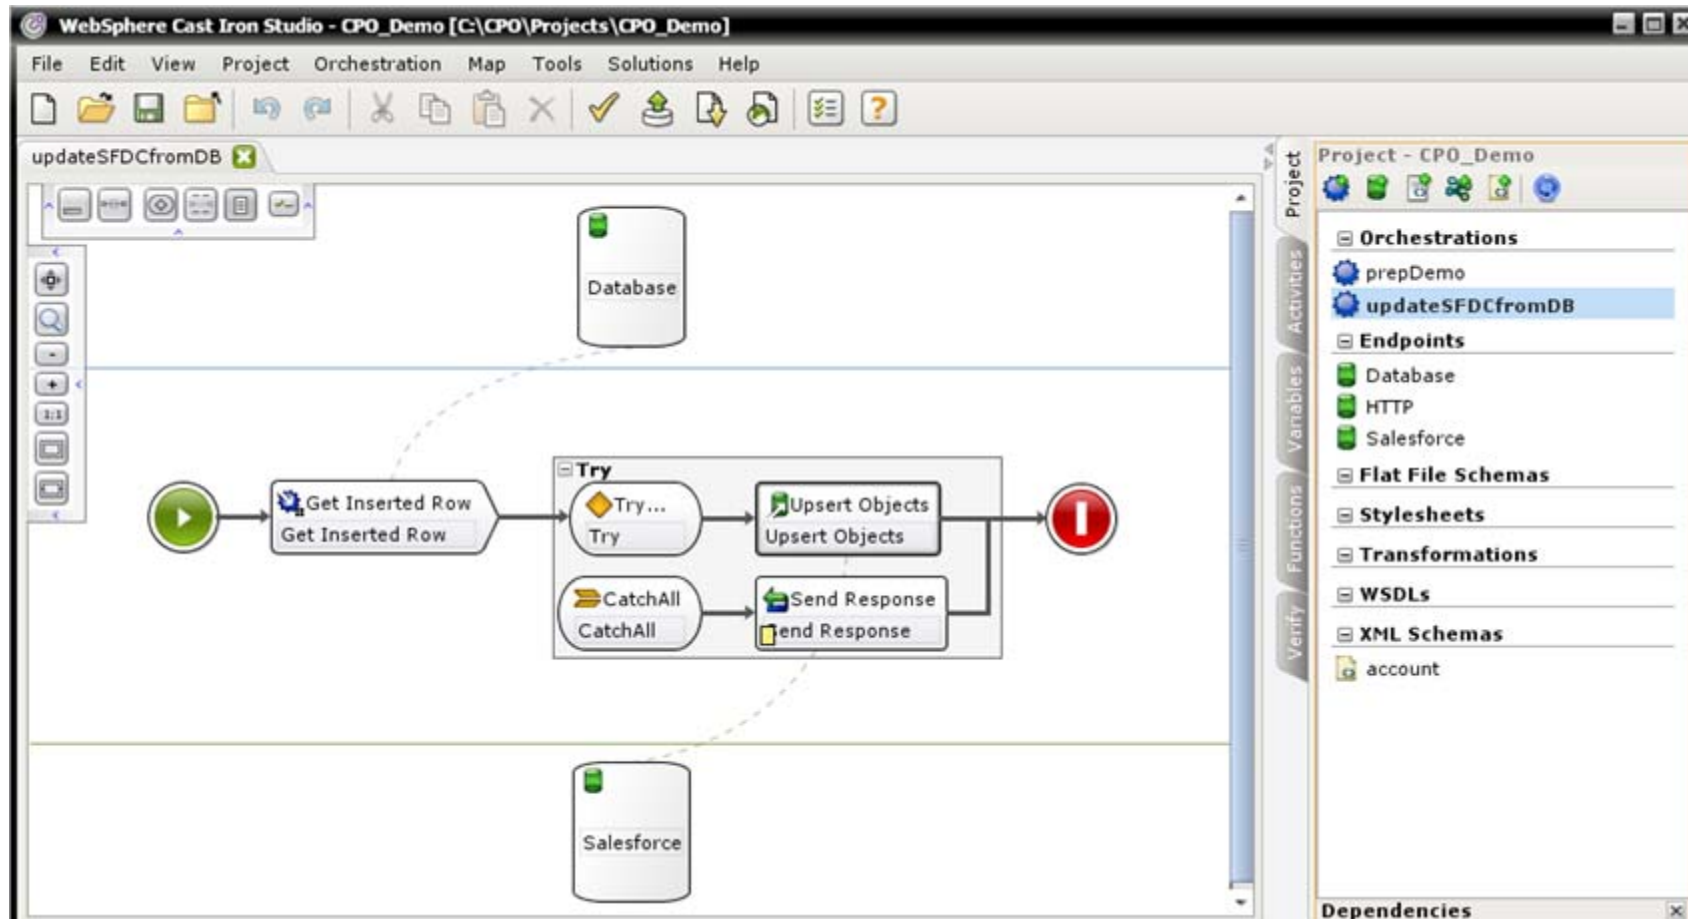 WebSphere Cast Iron Studio - CPO_Demo [C:\CPO\Projects\CPO_Demo]
File Edit View Project Orchestration Map Tools Solutions Help
updateSFDCfromDB
Database
Get Inserted Row
Get Inserted Row
Try
Try...
Try
Upsert Objects
Upsert Objects
CatchAll
CatchAll
Send Response
Send Response
Salesforce
1:1
Project
Activities
Variables
Functions
Verify
Project - CPO_Demo
Orchestrations
prepDemo
updateSFDCfromDB
Endpoints
Database
HTTP
Salesforce
Flat File Schemas
Stylesheets
Transformations
WSDLs
XML Schemas
account
Dependencies